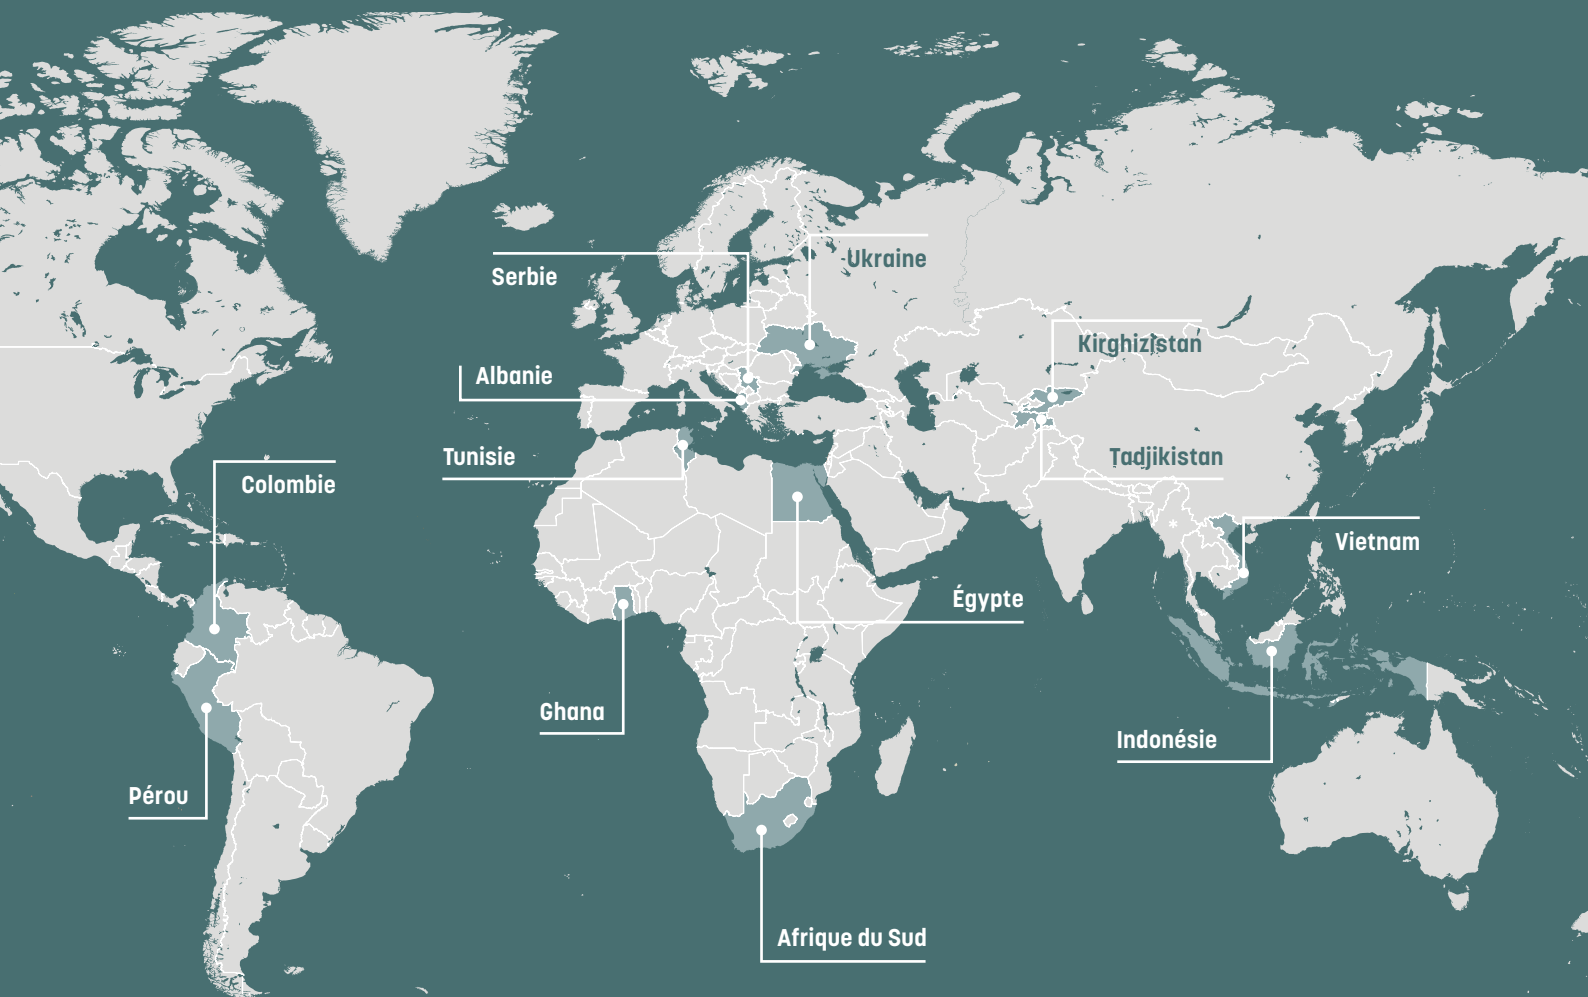 Ukraine
Serbie
Kirghizistan
Albanie
Tunisie
Tadjikistan
Colombie
*
Vietnam
Égypte
Ghana
Indonésie
Pérou
Afrique du Sud